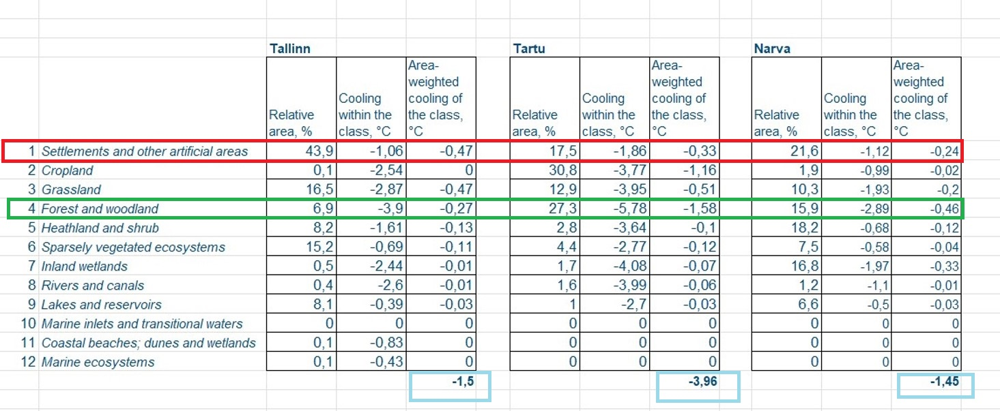 Tallinn Tartu Narva
Relative area, % Cooling within the class, °C Area-weighted cooling of the class, °C Relative area, % Cooling within the class, °C Area-weighted cooling of the class, °C Relative area, % Cooling within the class, °C Area-weighted cooling of the class, °C
1 Settlements and other artificial areas 43,9 -1,06 -0,47 17,5 -1,86 -0,33 21,6 -1,12 -0,24
2 Cropland 0,1 -2,54 0 30,8 -3,77 -1,16 1,9 -0,99 -0,02
3 Grassland 16,5 -2,87 -0,47 12,9 -3,95 -0,51 10,3 -1,93 -0,2
4 Forest and woodland 6,9 -3,9 -0,27 27,3 -5,78 -1,58 15,9 -2,89 -0,46
5 Heathland and shrub 8,2 -1,61 -0,13 2,8 -3,64 -0,1 18,2 -0,68 -0,12
6 Sparsely vegetated ecosystems 15,2 -0,69 -0,11 4,4 -2,77 -0,12 7,5 -0,58 -0,04
7 Inland wetlands 0,5 -2,44 -0,01 1,7 -4,08 -0,07 16,8 -1,97 -0,33
8 Rivers and canals 0,4 -2,6 -0,01 1,6 -3,99 -0,06 1,2 -1,1 -0,01
9 Lakes and reservoirs 8,1 -0,39 -0,03 1 -2,7 -0,03 6,6 -0,5 -0,03
10 Marine inlets and transitional waters 0 0 0 0 0 0 0 0 0
11 Coastal beaches; dunes and wetlands 0,1 -0,83 0 0 0 0 0 0 0
12 Marine ecosystems 0,1 -0,43 0 0 0 0 0 0 0
-1,5 -3,96 -1,45